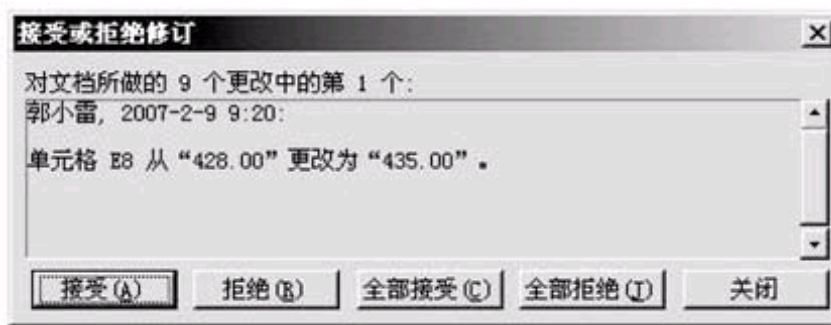 接受或拒绝修订
对文档所做的 9 个更改中的第 1 个:
郭小雷, 2007-2-9 9:20:
单元格 E8 从“428.00”更改为“435.00”。
接受(A) 拒绝(R) 全部接受(C) 全部拒绝(J) 关闭